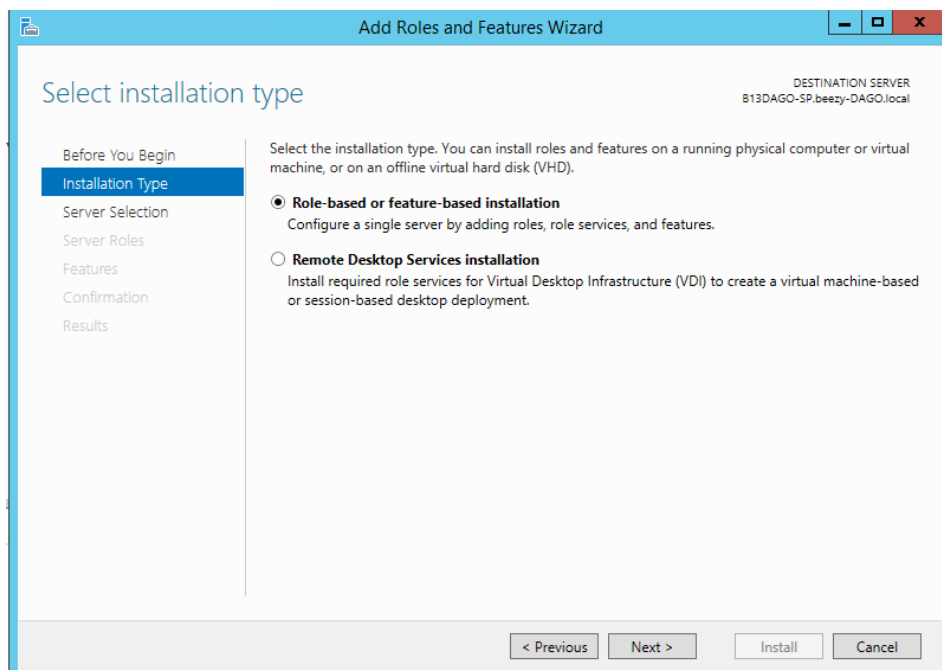 Add Roles and Features Wizard
Select installation type
DESTINATION SERVER
B13DAGO-SP.beezy-DAGO.local
Before You Begin
Installation Type
Server Selection
Server Roles
Features
Confirmation
Results
Select the installation type. You can install roles and features on a running physical computer or virtual
machine, or on an offline virtual hard disk (VHD).
Role-based or feature-based installation
Configure a single server by adding roles, role services, and features.
Remote Desktop Services installation
Install required role services for Virtual Desktop Infrastructure (VDI) to create a virtual machine-based
or session-based desktop deployment.
< Previous
Next >
Install
Cancel